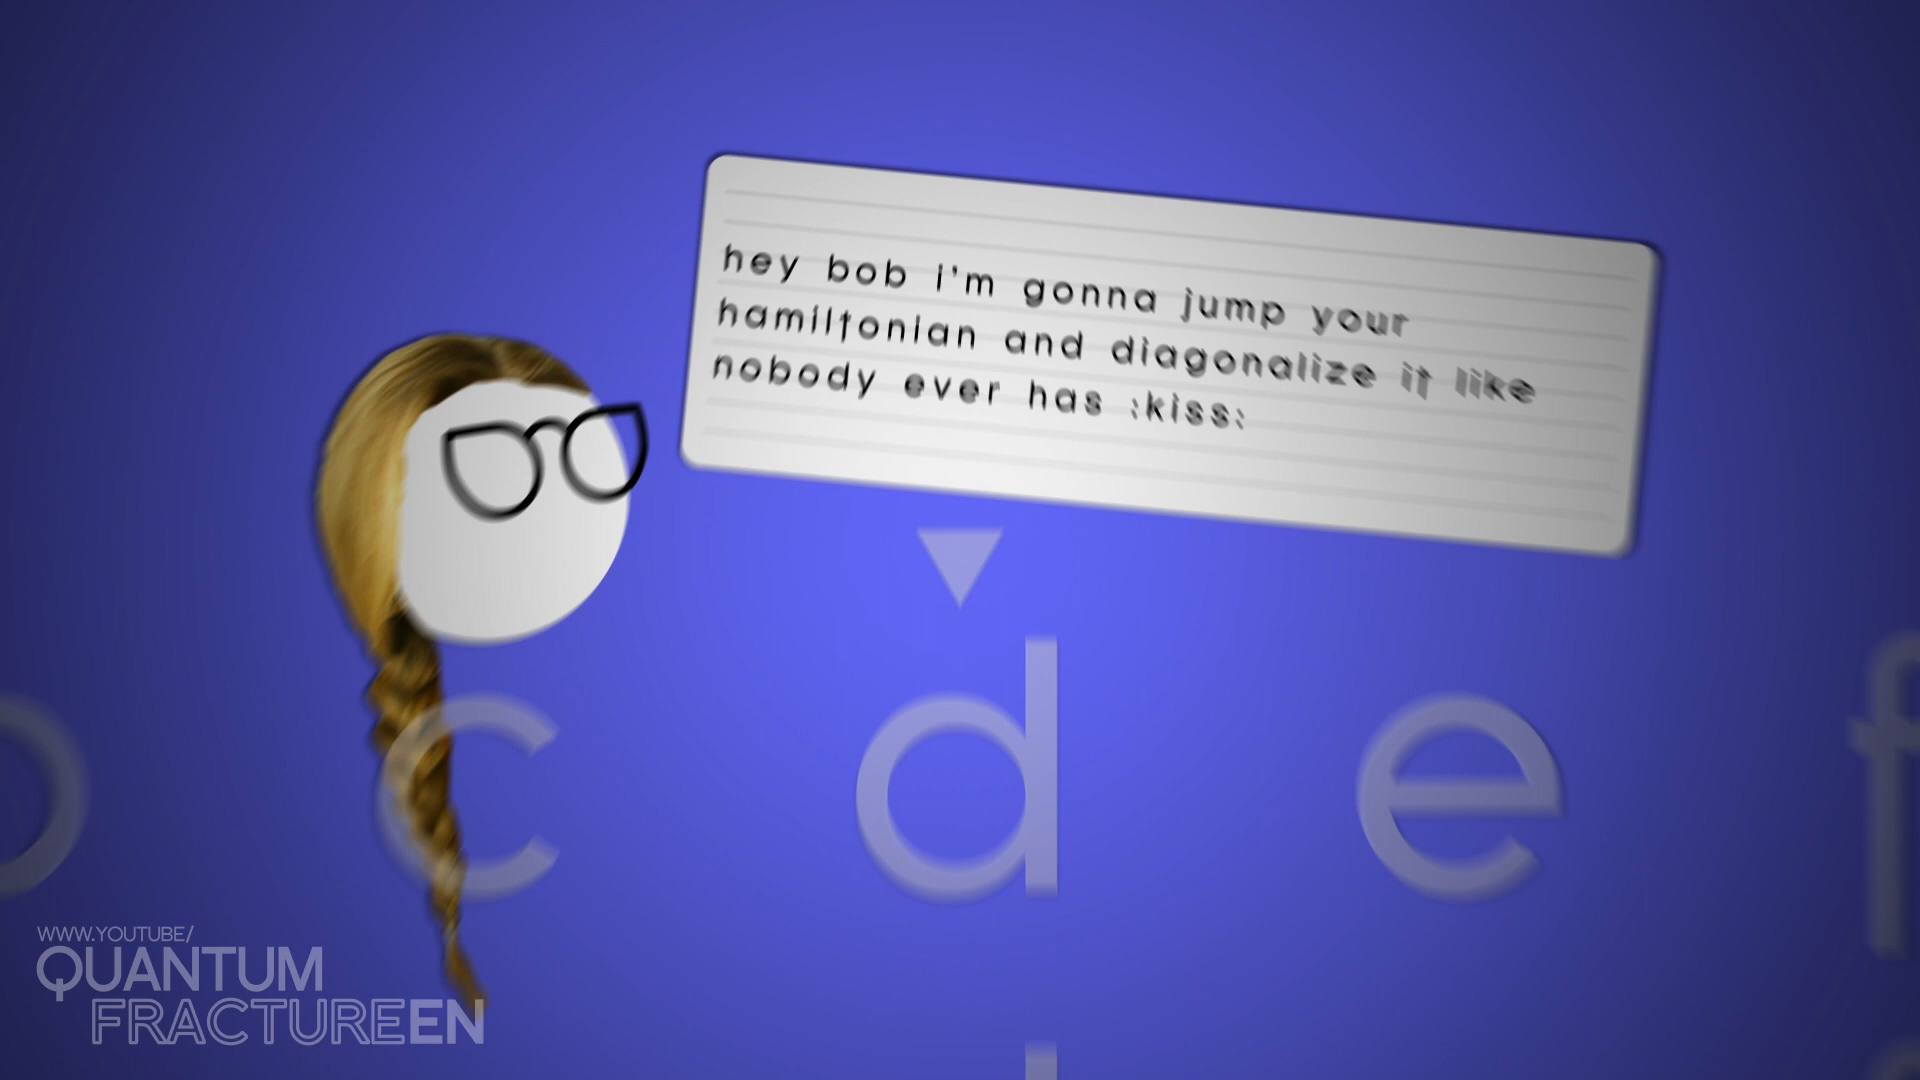 hey bob i'm gonna jump your
hamiltonian and diagonalize it like
nobody ever has :kiss:
c d e f
WWW.YOUTUBE/
QUANTUM
FRACTUREEN